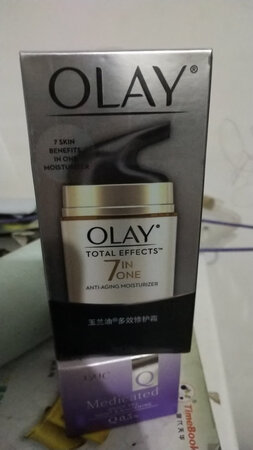 OLAY®
7 SKIN
BENEFITS
IN ONE
MOISTURIZER
OLAY®
TOTAL EFFECTS™
7 IN
ONE
ANTI-AGING MOISTURIZER
玉兰油®多效修护霜
Q
Medicated
TimeBook